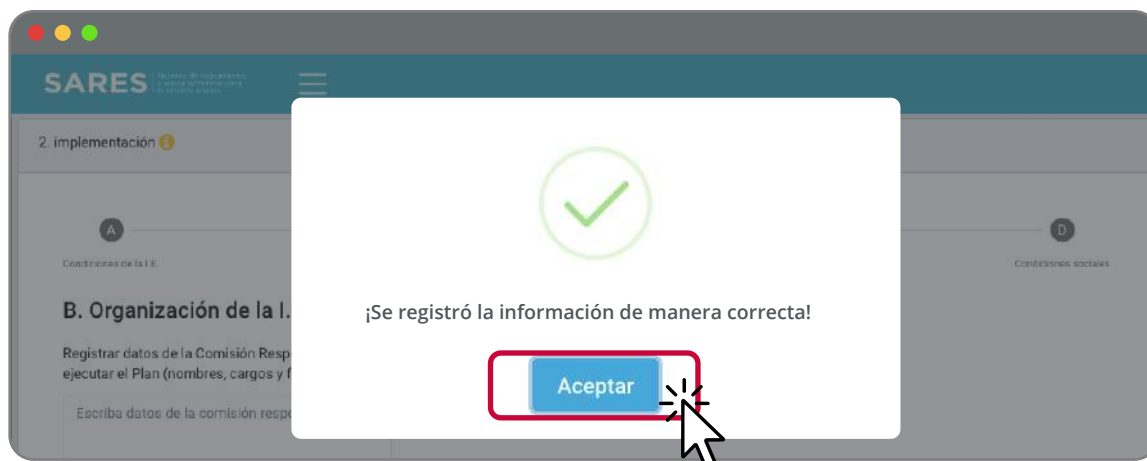 SARES
2. implementación
A
D
Condiciones de la I.E.
Condiciones sociales
B. Organización de la I.
Registrar datos de la Comisión Resp
ejecutar el Plan (nombres, cargos y f
Escriba datos de la comisión respo
¡Se registró la información de manera correcta!
Aceptar